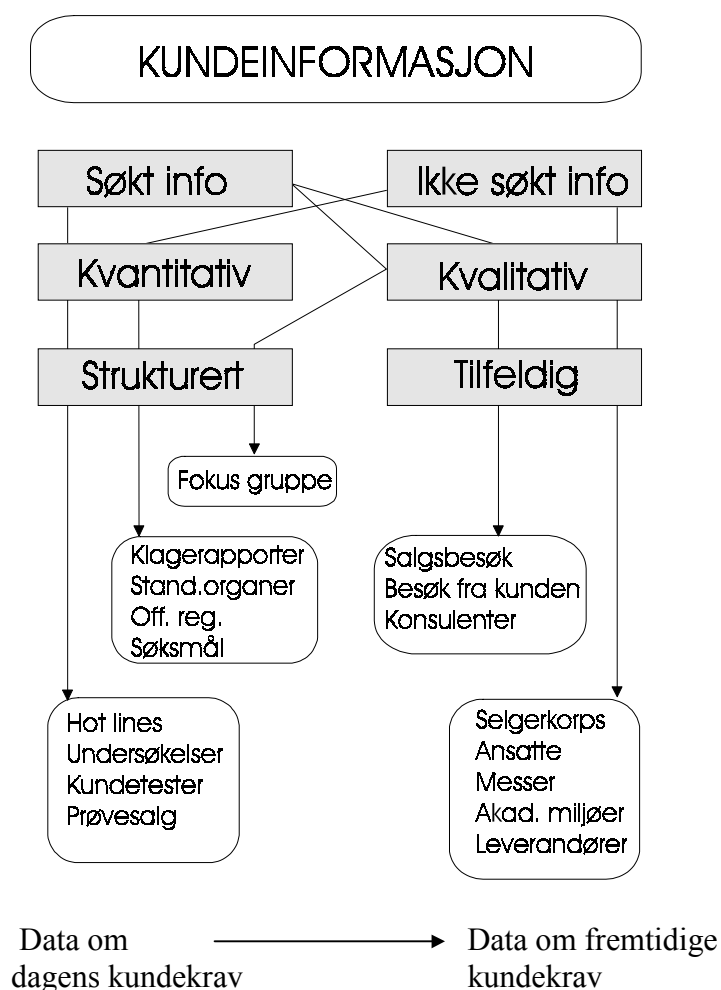 KUNDEINFORMASJON
Søkt info
Ikke søkt info
Kvantitativ
Kvalitativ
Strukturert
Tilfeldig
Fokus gruppe
Klagerapporter
Stand.organer
Off. reg.
Søksmål
Salgsbesøk
Besøk fra kunden
Konsulenter
Hot lines
Undersøkelser
Kundetester
Prøvesalg
Selgerkorps
Ansatte
Messer
Akad. miljøer
Leverandører
Data om
dagens kundekrav
Data om fremtidige
kundekrav